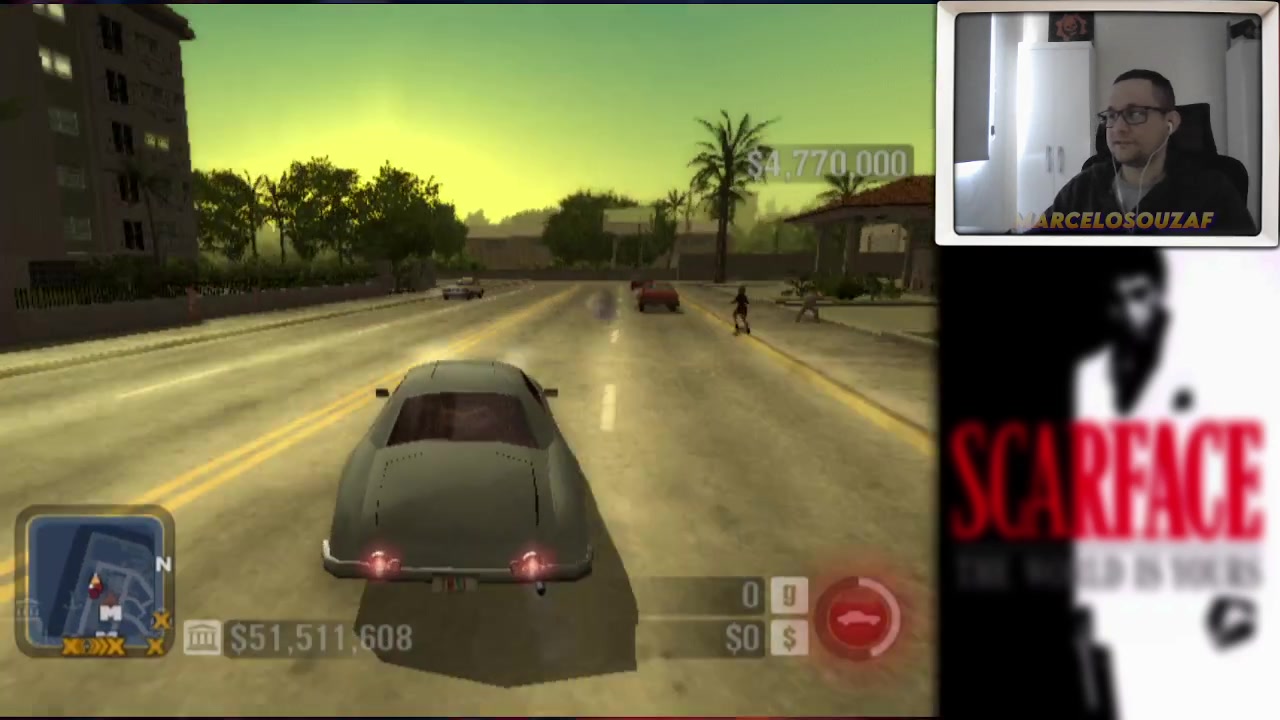 $4,770,000
MARCELOSOUZAF
SCARFACE
THE WORLD IS YOURS
N
$51,511,608
0 g
$0 $